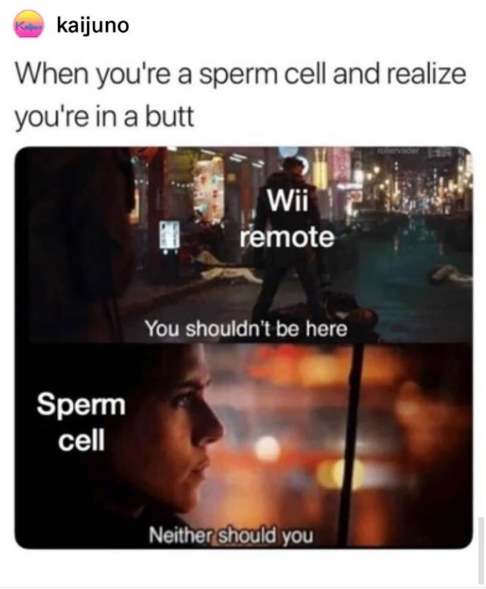 kaijuno
When you're a sperm cell and realize
you're in a butt
Wii
remote
You shouldn't be here
Sperm
cell
Neither should you